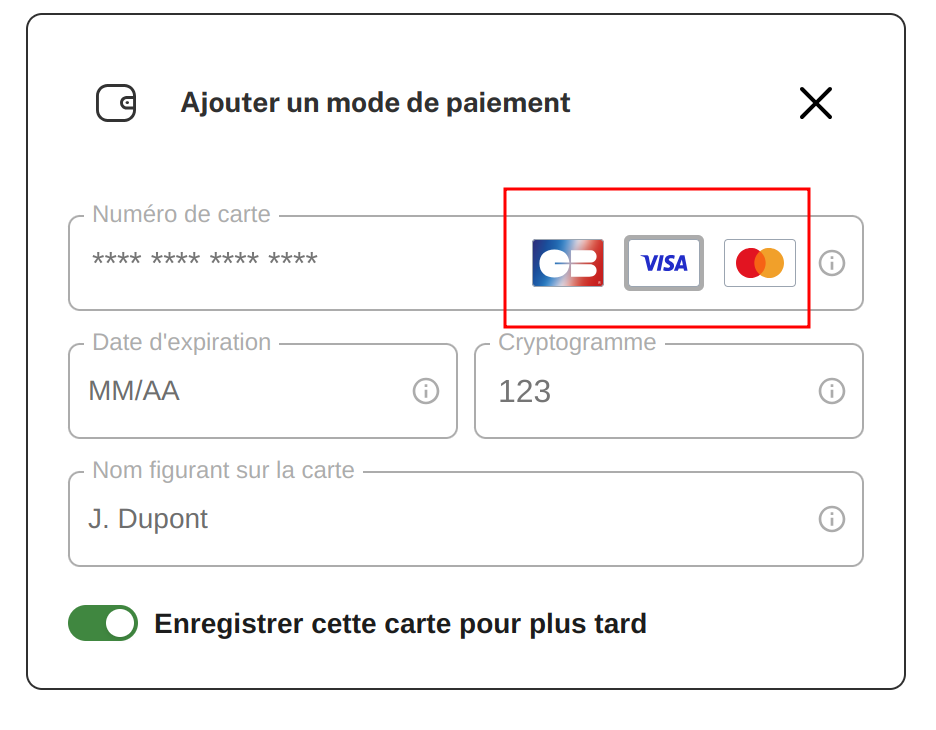 Ajouter un mode de paiement
Numéro de carte
**** **** **** ****
VISA
Date d'expiration
MM/AA
Cryptogramme
123
Nom figurant sur la carte
J. Dupont
Enregistrer cette carte pour plus tard